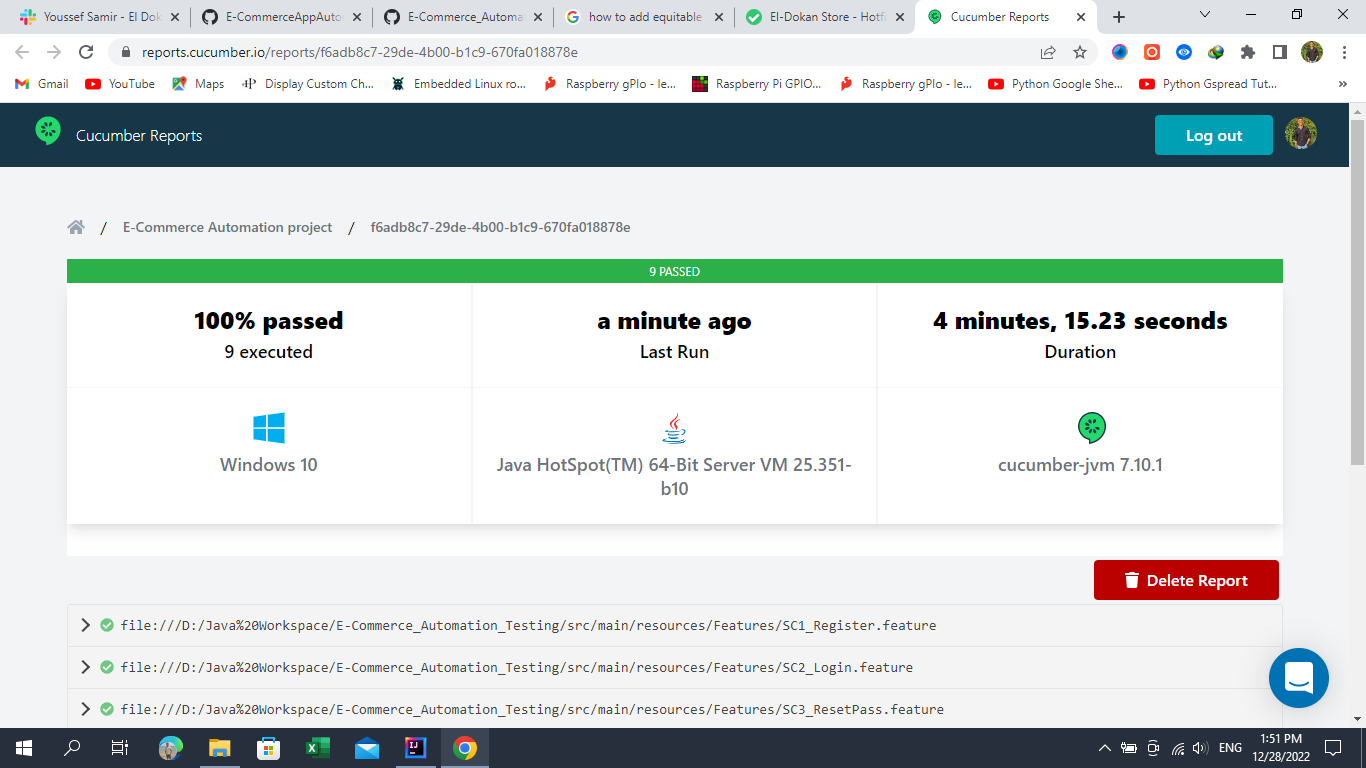 Youssef Samir - El Dok
E-CommerceAppAuto
E-Commerce_Automa
how to add equitable
El-Dokan Store - Hotfi
Cucumber Reports
reports.cucumber.io/reports/f6adb8c7-29de-4b00-b1c9-670fa018878e
Gmail
YouTube
Maps
Display Custom Ch...
Embedded Linux ro...
Raspberry gPIo - le...
Raspberry Pi GPIO...
Raspberry gPIo - le...
Python Google She...
Python Gspread Tut...
Cucumber Reports
Log out
/ E-Commerce Automation project / f6adb8c7-29de-4b00-b1c9-670fa018878e
9 PASSED
100% passed
9 executed
a minute ago
Last Run
4 minutes, 15.23 seconds
Duration
Windows 10
Java HotSpot(TM) 64-Bit Server VM 25.351-
b10
cucumber-jvm 7.10.1
Delete Report
file:///D:/Java%20Workspace/E-Commerce_Automation_Testing/src/main/resources/Features/SC1_Register.feature
file:///D:/Java%20Workspace/E-Commerce_Automation_Testing/src/main/resources/Features/SC2_Login.feature
file:///D:/Java%20Workspace/E-Commerce_Automation_Testing/src/main/resources/Features/SC3_ResetPass.feature
ENG
1:51 PM
12/28/2022